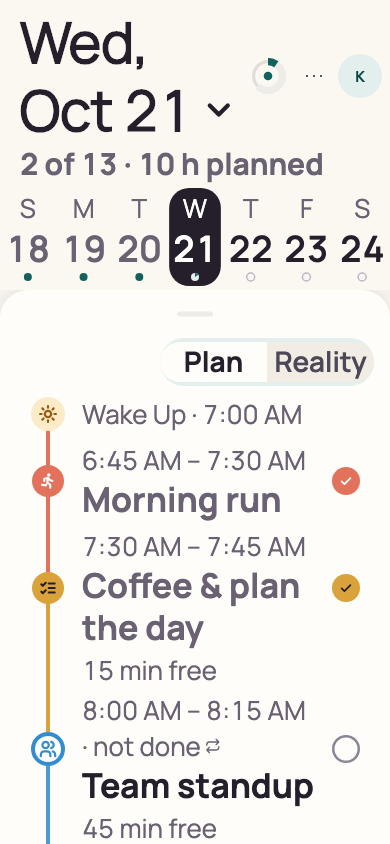 Wed,
Oct 21
K
2 of 13 · 10 h planned
S M T W T F S
18 19 20 21 22 23 24
Plan Reality
Wake Up · 7:00 AM
6:45 AM – 7:30 AM
Morning run
7:30 AM – 7:45 AM
Coffee & plan
the day
15 min free
8:00 AM – 8:15 AM
· not done
Team standup
45 min free